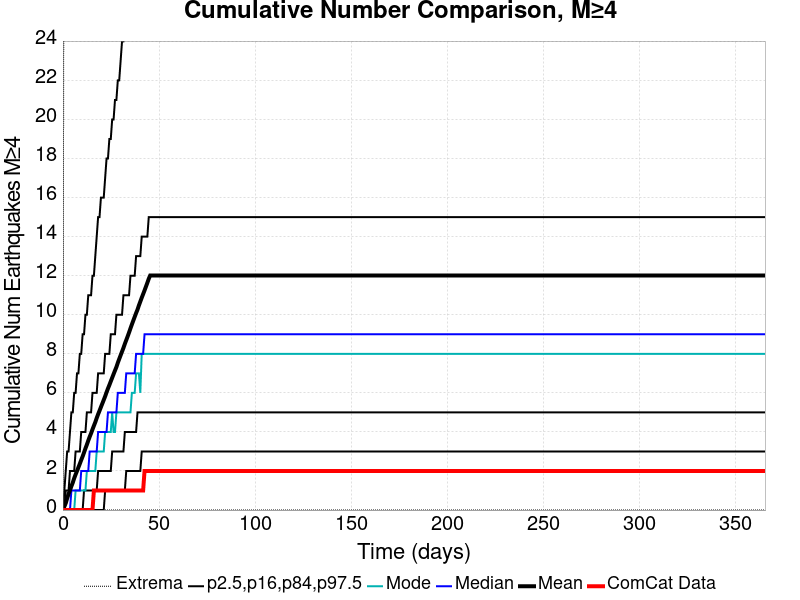 Cumulative Number Comparison, M≥4
Cumulative Num Earthquakes M≥4
24
22
20
18
16
14
12
10
8
6
4
2
0
0 50 100 150 200 250 300 350
Time (days)
Extrema p2.5,p16,p84,p97.5 Mode Median Mean ComCat Data